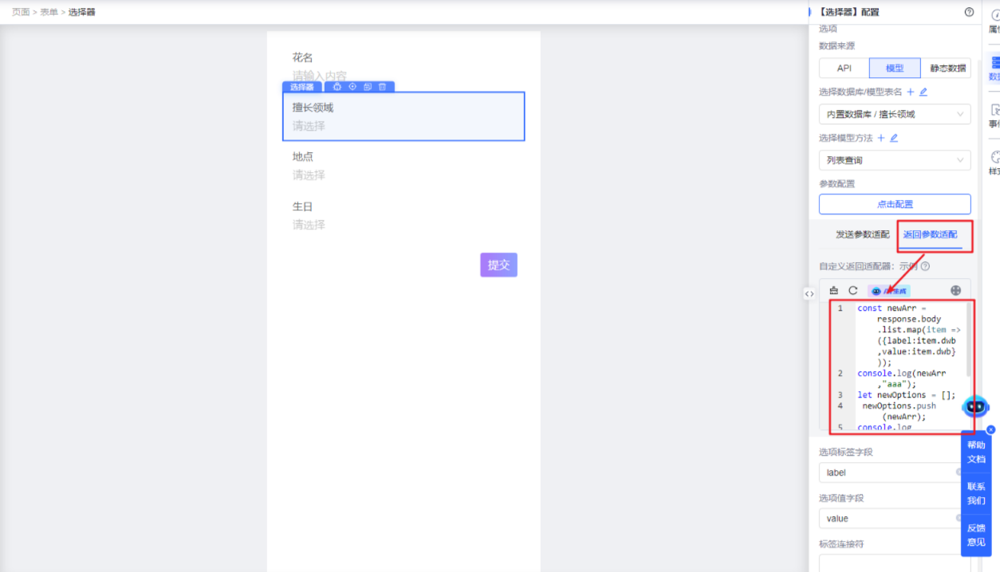 页面 > 表单 > 选择器
花名
请输入内容
选择器
擅长领域
请选择
地点
请选择
生日
请选择
提交
【选择器】配置
选项
数据来源
API 模型 静态数据
选择数据库/模型表名
内置数据库 / 擅长领域
选择模型方法
列表查询
参数配置
点击配置
发送参数适配 返回参数适配
自定义返回适配器: 示例
生成
1 const newArr =
response.body
.list.map(item =>
({label:item.dwb
,value:item.dwb}
));
2 console.log(newArr
,"aaa");
3 let newOptions = [];
4 newOptions.push
(newArr);
5 console.log
选项标签字段
label
选项值字段
value
标签连接符
帮助
文档
联系
我们
反馈
意见